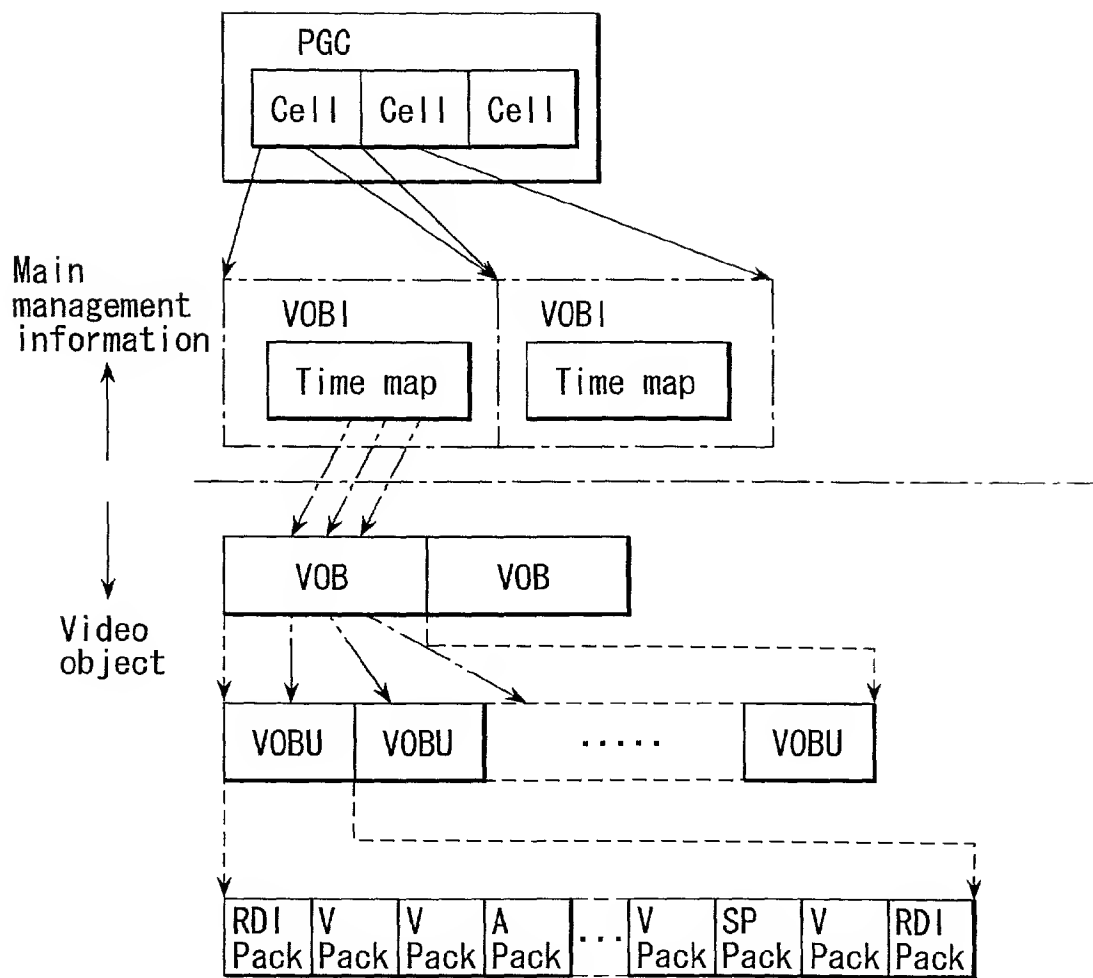 PGC
Cell Cell Cell
Main
management
information
VOBI VOBI
Time map Time map
VOB VOB
Video
object
VOBU VOBU ..... VOBU
RDI V V A ... V SP V RDI
Pack Pack Pack Pack Pack Pack Pack Pack